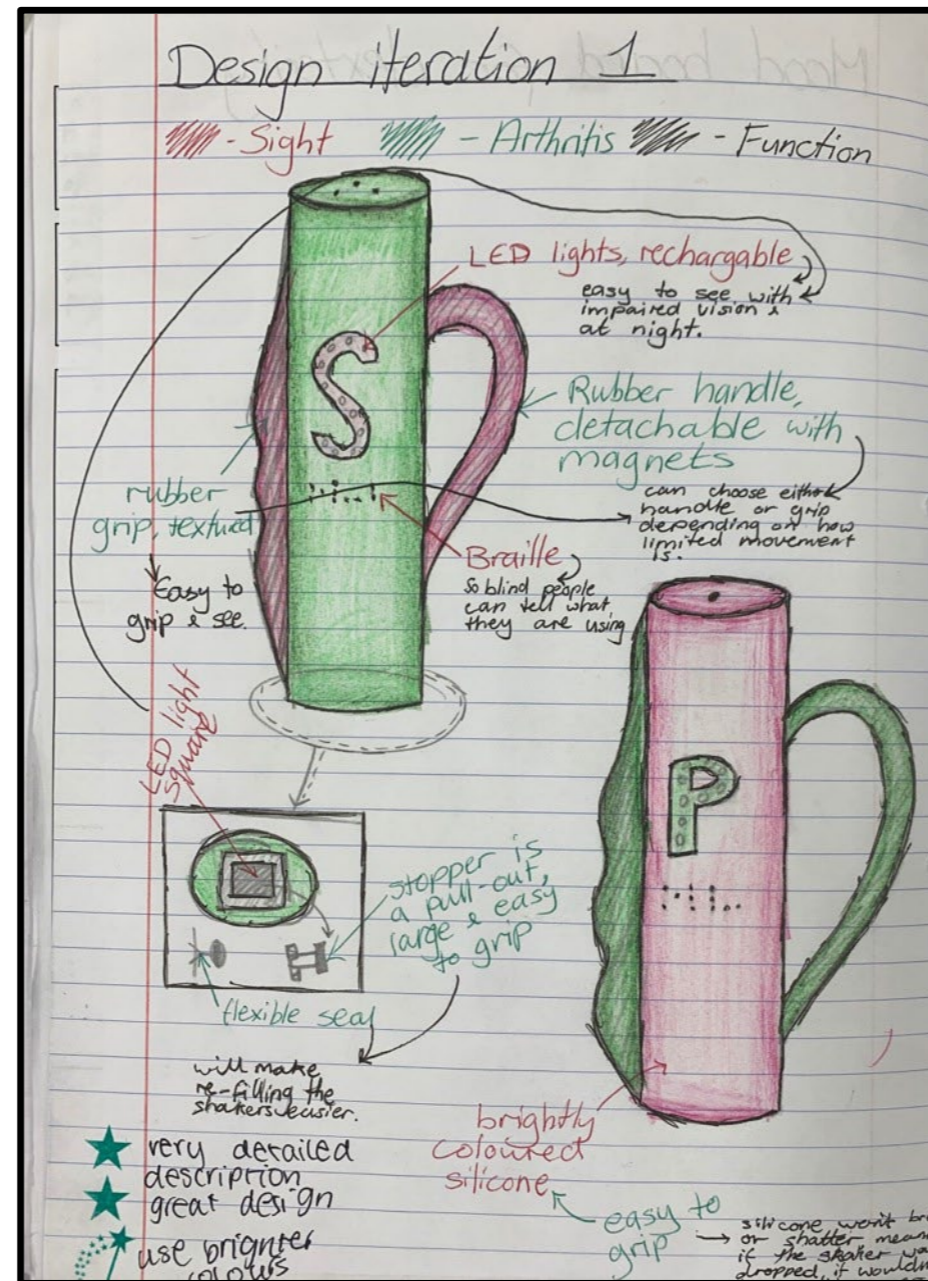 Design iteration 1
- Sight
- Arthritis
- Function
LED lights, rechargable
easy to see with
impaired vision &
at night.
S
Rubber handle,
detachable with
magnets
can choose either
handle or grip
depending on how
limited movement
is.
rubber
grip, textured
Easy to
grip & see.
Braille
So blind people
can tell what
they are using
LED light
square
stopper is
a pull-out,
large & easy
to grip
flexible seal
will make
re-filling the
shakers easier.
P
brightly
coloured
silicone
easy to
grip
silicone won't
or shatter
if the shaker
dropped, if
very detailed
description
great design
use brighter
colours